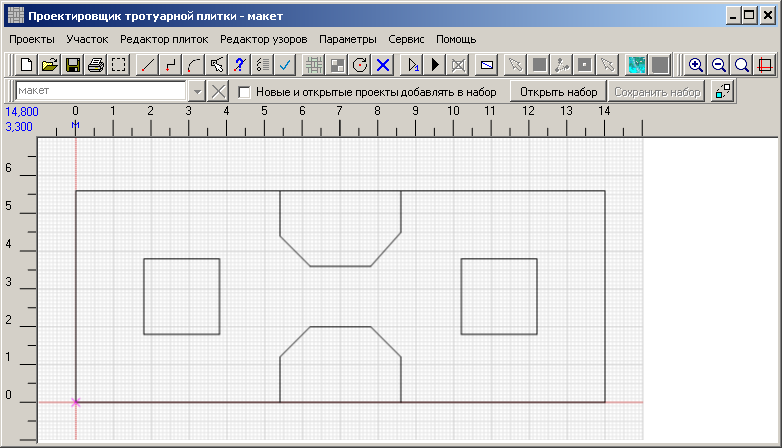 Проектировщик тротуарной плитки - макет
Проекты Участок Редактор плиток Редактор узоров Параметры Сервис Помощь
макет Новые и открытые проекты добавлять в набор Открыть набор Сохранить набор
14,800 0 1 2 3 4 5 6 7 8 9 10 11 12 13 14
3,300 м
6
5
4
3
2
1
0